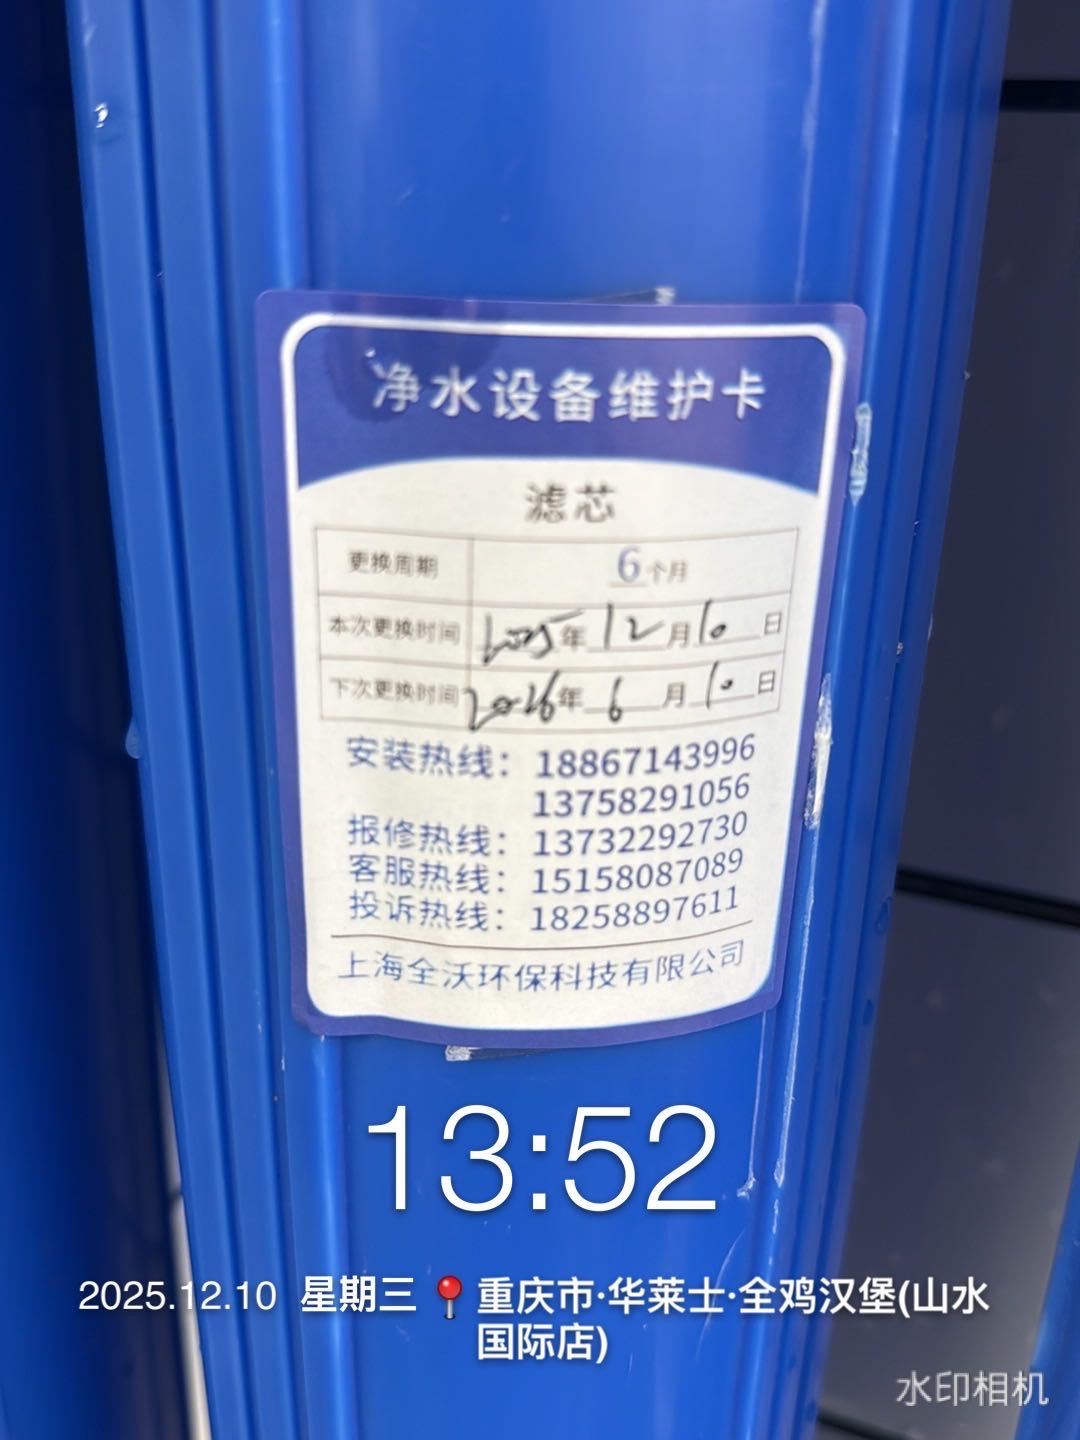 净水设备维护卡
滤芯
更换周期 6个月
本次更换时间 2025年12月10日
下次更换时间 2026年6月10日
安装热线：18867143996
13758291056
报修热线：13732292730
客服热线：15158087089
投诉热线：18258897611
上海全沃环保科技有限公司
13:52
2025.12.10 星期三 重庆市·华莱士·全鸡汉堡(山水
国际店)
水印相机